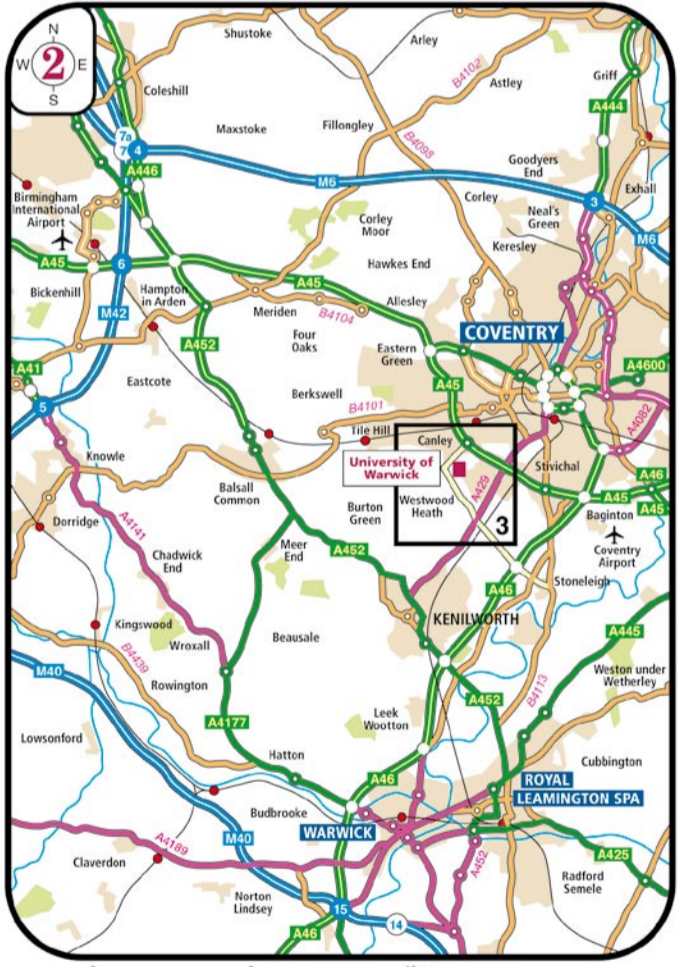 N
W 2 E
S
Shustoke
Arley
B4102
Astley
Griff
Coleshill
A444
7a
7
4
Maxstoke
Fillongley
B4098
A446
M6
Goodyers
End
Exhall
Birmingham
International
Airport
Corley
3
Neal's
Green
Corley
Moor
M6
Keresley
A45
6
Hawkes End
Bickenhill
Hampton
in Arden
A45
Allesley
M42
Meriden
B4104
COVENTRY
A452
Four
Oaks
Eastern
Green
A41
A45
A4600
Eastcote
Berkswell
5
B4101
A4082
Tile Hill
Canley
Knowle
University of
Warwick
Stivichal
A46
Balsall
Common
A429
A45
A45
Burton
Green
Westwood
Heath
Dorridge
3
Baginton
A4141
Meer
End
A452
Coventry
Airport
Chadwick
End
Stoneleigh
A46
Kingswood
KENILWORTH
A445
Wroxall
Beausale
B4439
M40
Rowington
A452
B4113
Weston under
Wetherley
Leek
Wootton
A4177
Lowsonford
Hatton
Cubbington
A46
ROYAL
LEAMINGTON SPA
Budbrooke
WARWICK
M40
A4189
A452
A425
Claverdon
Radford
Semele
Norton
Lindsey
15
14
A46